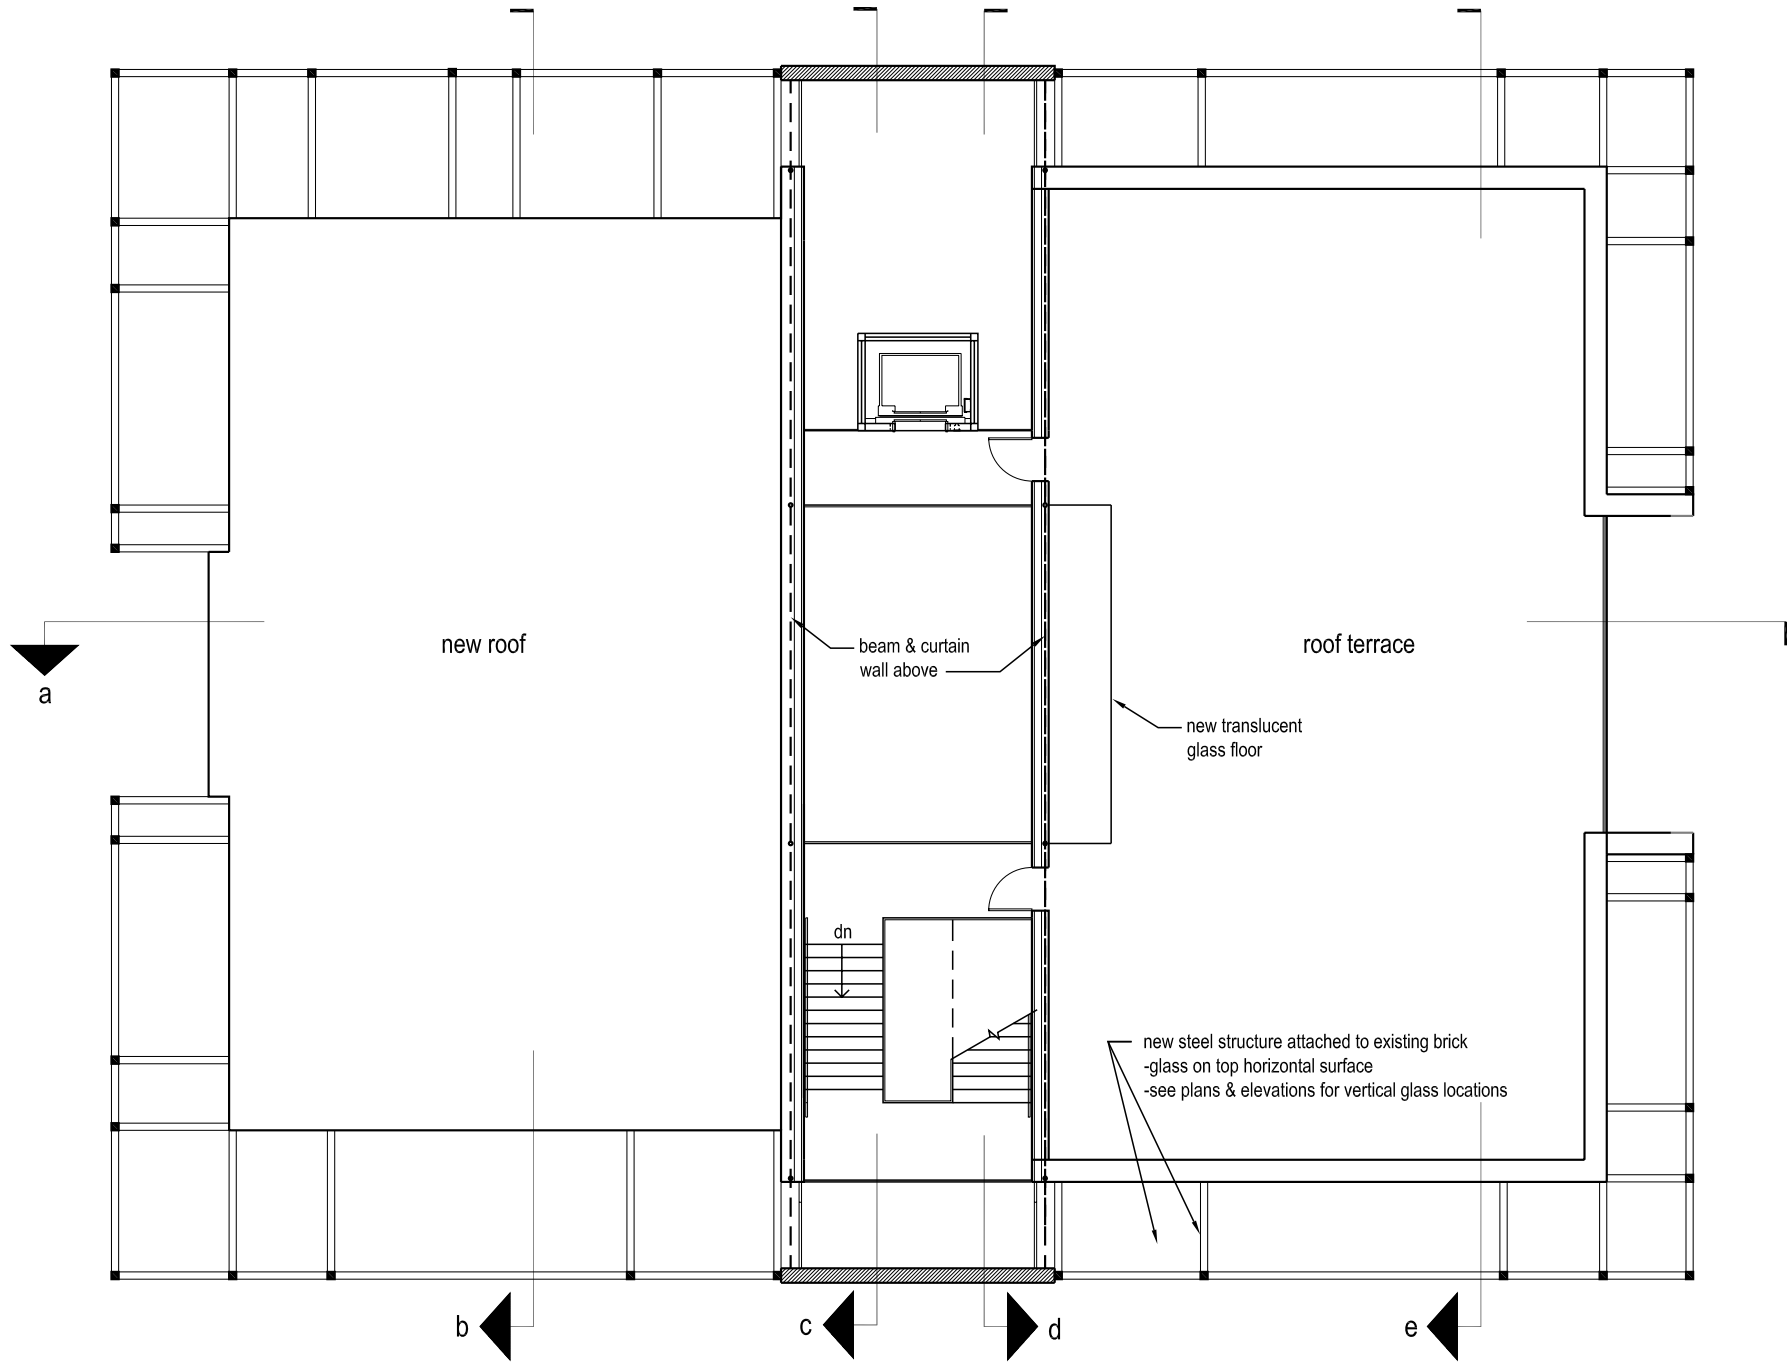 new roof
beam & curtain
wall above
roof terrace
a
new translucent
glass floor
dn
new steel structure attached to existing brick
-glass on top horizontal surface
-see plans & elevations for vertical glass locations
b
c
d
e